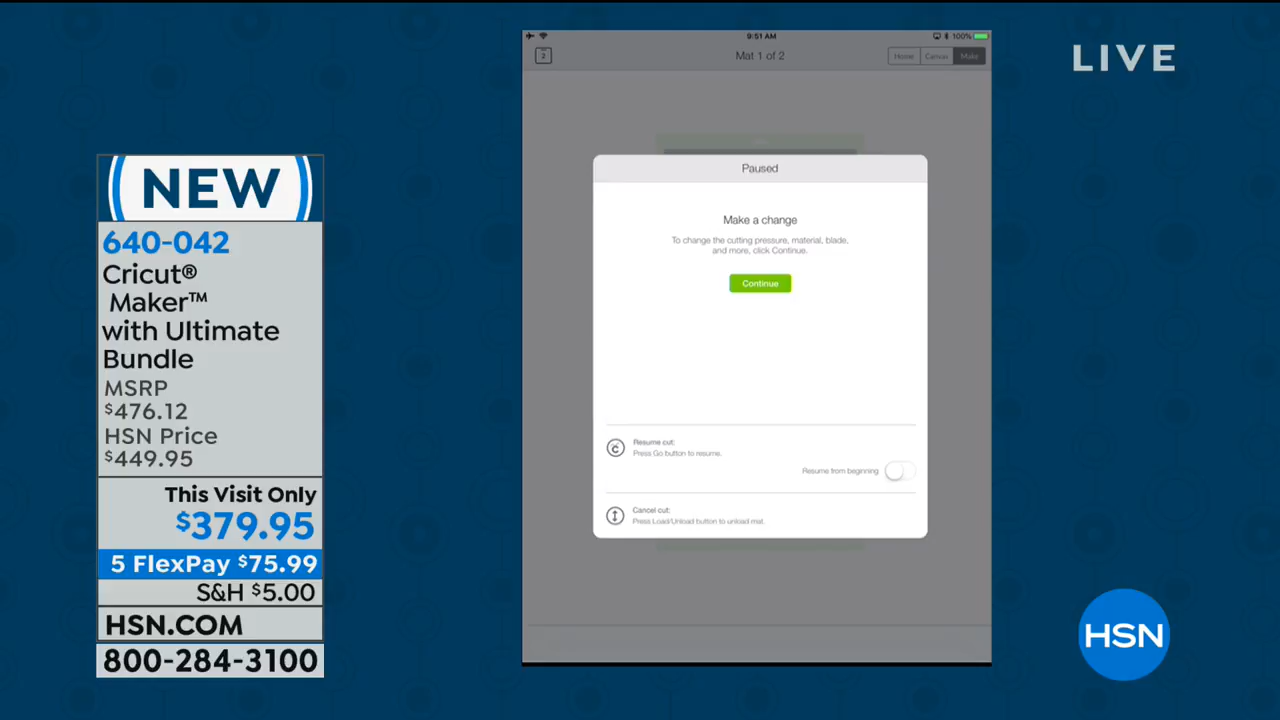 LIVE
NEW
640-042
Cricut®
Maker™
with Ultimate
Bundle
MSRP
$476.12
HSN Price
$449.95
This Visit Only
$379.95
5 FlexPay $75.99
S&H $5.00
HSN.COM
800-284-3100
9:51 AM
100%
2
Mat 1 of 2
Home
Canvas
Make
Paused
Make a change
To change the cutting pressure, material, blade,
and more, click Continue.
Continue
Resume cut:
Press Go button to resume.
Resume from beginning
Cancel cut:
Press Load/Unload button to unload mat.
HSN